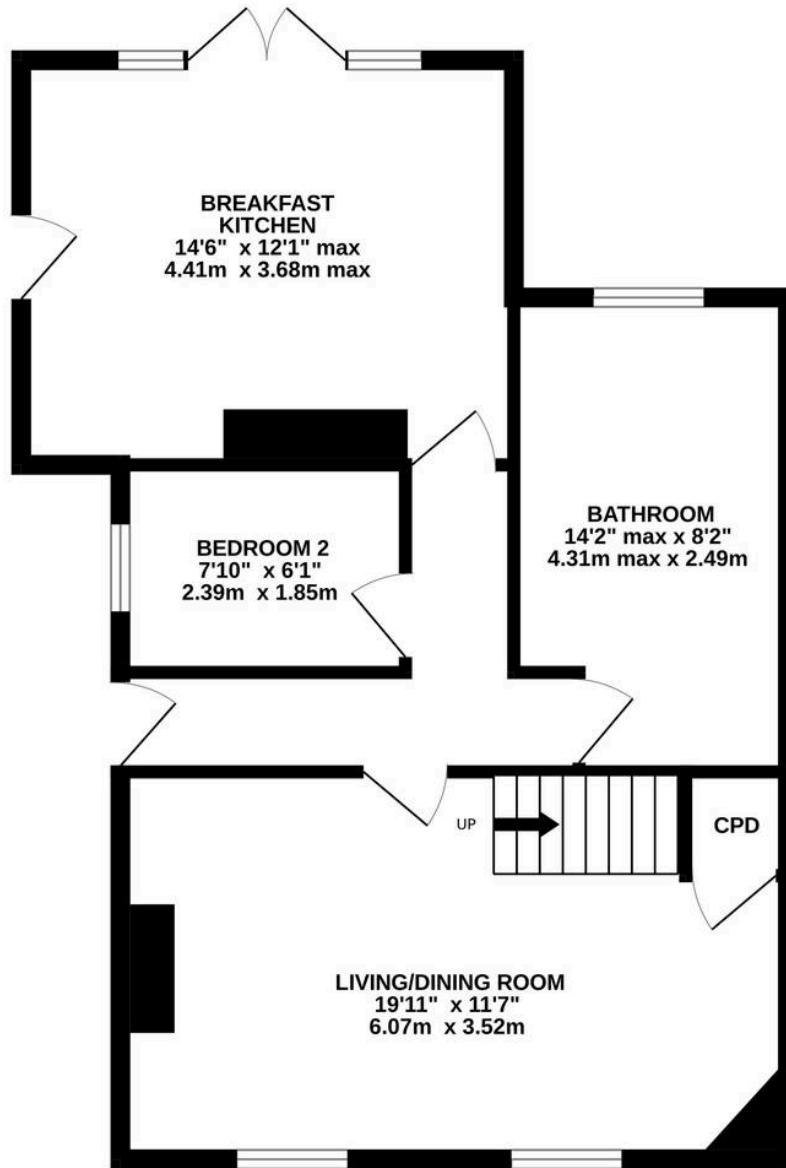 BREAKFAST
KITCHEN
14'6" x 12'1" max
4.41m x 3.68m max
BATHROOM
14'2" max x 8'2"
4.31m max x 2.49m
BEDROOM 2
7'10" x 6'1"
2.39m x 1.85m
UP
CPD
LIVING/DINING ROOM
19'11" x 11'7"
6.07m x 3.52m